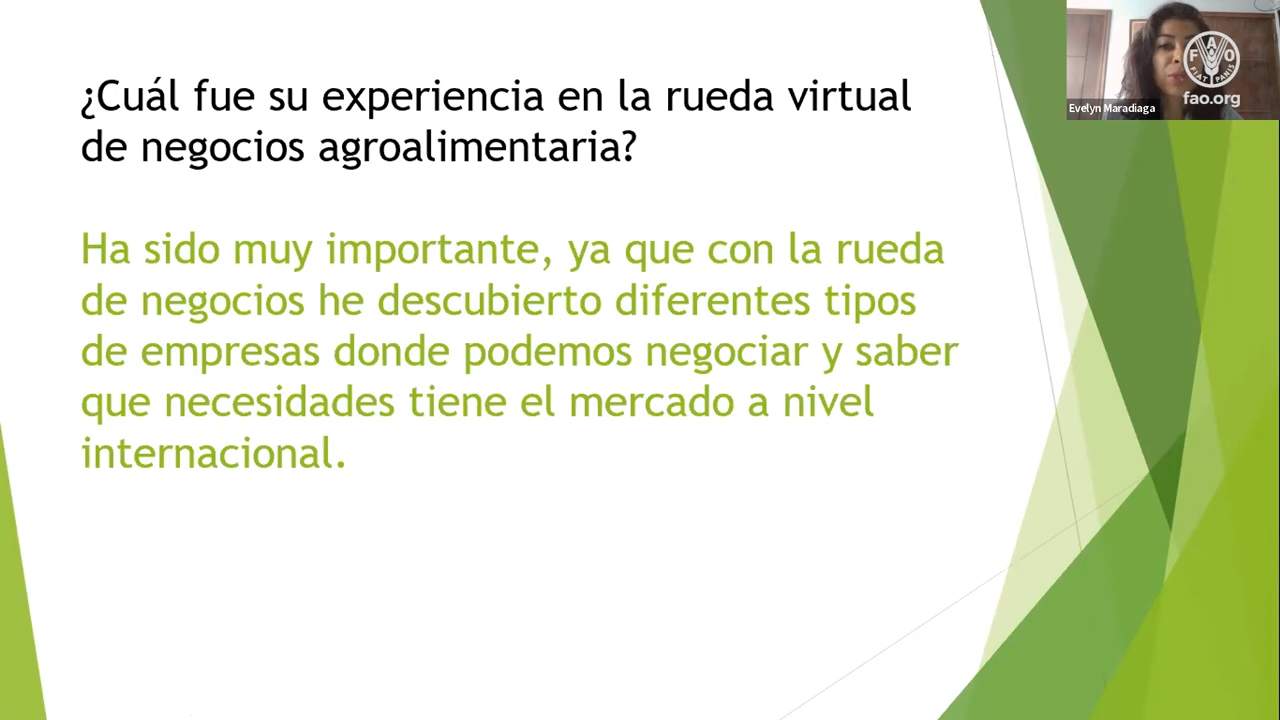 ¿Cuál fue su experiencia en la rueda virtual
de negocios agroalimentaria?
Ha sido muy importante, ya que con la rueda
de negocios he descubierto diferentes tipos
de empresas donde podemos negociar y saber
que necesidades tiene el mercado a nivel
internacional.
Evelyn Maradiaga
F A O
FIAT PANIS
fao.org